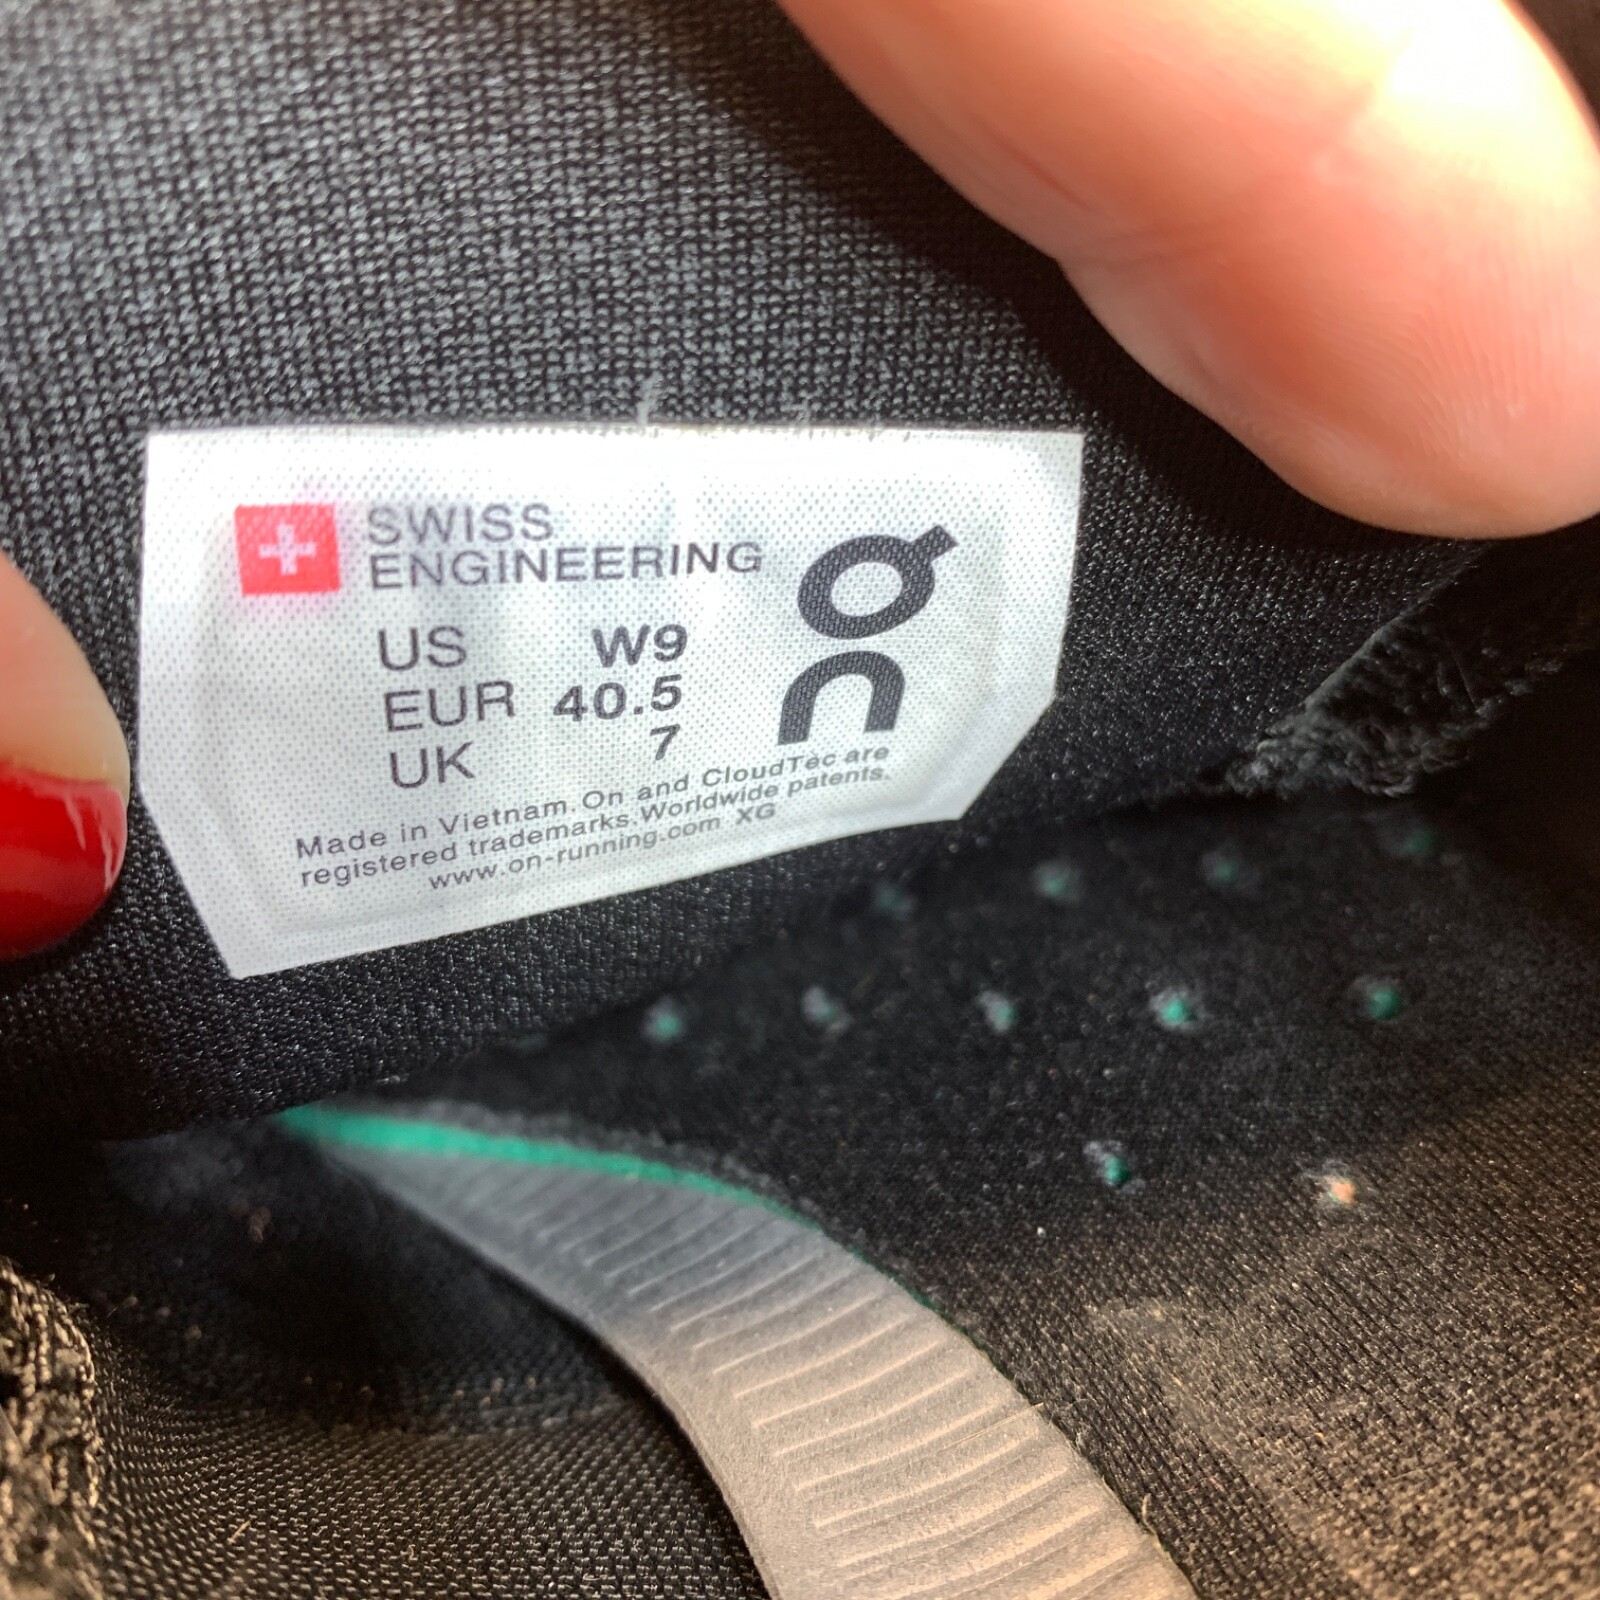 SWISS
ENGINEERING
On
US W9
EUR 40.5
UK 7
Made in Vietnam. On and CloudTec are
registered trademarks. Worldwide patents.
www.on-running.com XG